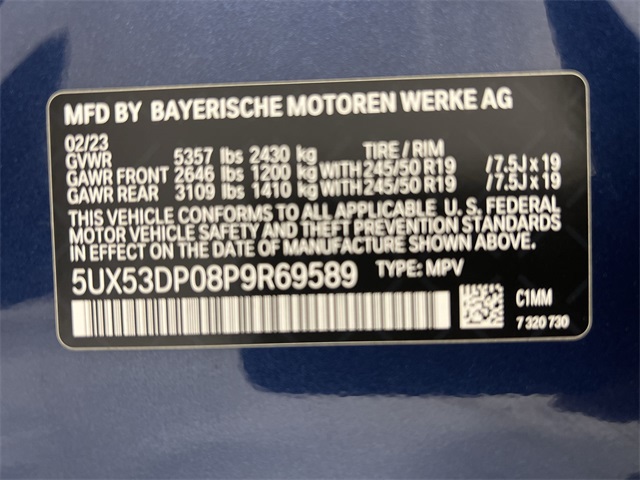 MFD BY BAYERISCHE MOTOREN WERKE AG
02/23
GVWR 5357 lbs 2430 kg TIRE / RIM
GAWR FRONT 2646 lbs 1200 kg WITH 245/50 R19 /7.5J x 19
GAWR REAR 3109 lbs 1410 kg WITH 245/50 R19 /7.5J x 19
THIS VEHICLE CONFORMS TO ALL APPLICABLE U. S. FEDERAL
MOTOR VEHICLE SAFETY AND THEFT PREVENTION STANDARDS
IN EFFECT ON THE DATE OF MANUFACTURE SHOWN ABOVE.
5UX53DP08P9R69589 TYPE: MPV
C1MM
7 320 730